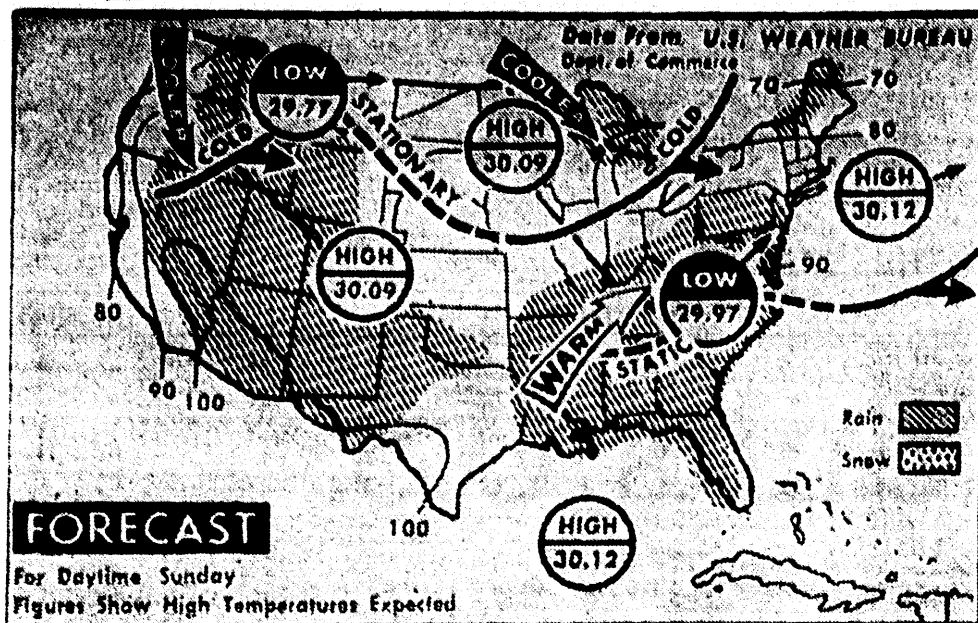 Data From U.S. WEATHER BUREAU
Dept. of Commerce
COOLER
LOW
29.77
COLD
STATIONARY
COOLER
HIGH
30.09
COLD
70
70
80
HIGH
30.12
HIGH
30.09
LOW
29.97
90
80
WARM
STATIC
90
100
Rain
Snow
100
HIGH
30.12
FORECAST
For Daytime Sunday
Figures Show High Temperatures Expected